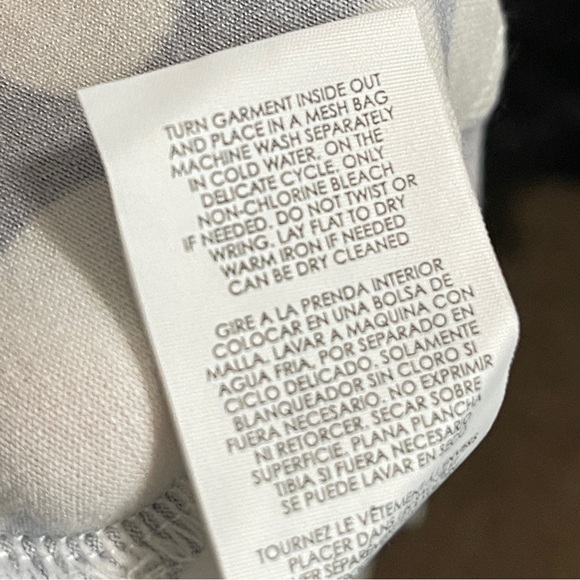 TURN GARMENT INSIDE OUT
AND PLACE IN A MESH BAG
MACHINE WASH SEPARATELY
IN COLD WATER, ON THE
DELICATE CYCLE. ONLY
NON-CHLORINE BLEACH
IF NEEDED. DO NOT TWIST OR
WRING. LAY FLAT TO DRY
WARM IRON IF NEEDED
CAN BE DRY CLEANED
GIRE A LA PRENDA INTERIOR
COLOCAR EN UNA BOLSA DE
MALLA. LAVAR A MAQUINA CON
AGUA FRIA, POR SEPARADO EN
CICLO DELICADO. SOLAMENTE
BLANQUEADOR SIN CLORO SI
FUERA NECESARIO. NO EXPRIMIR
NI RETORCER. SECAR SOBRE
SUPERFICIE. PLANA PLANCHA
TIBIA SI FUERA NECESARIO
SE PUEDE LAVAR EN SECO
TOURNEZ LE VÊTEMENT
PLACER DANS